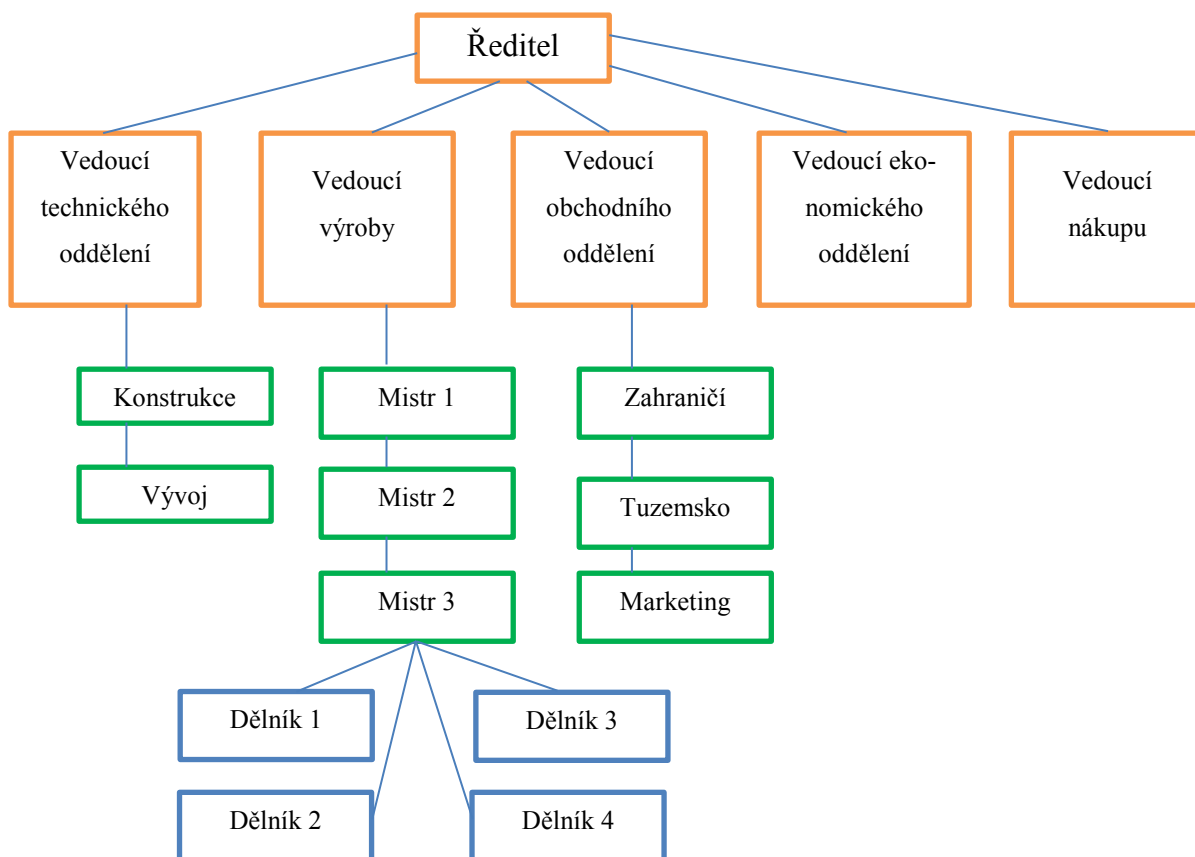 Ředitel
Vedoucí
technického
oddělení
Vedoucí
výroby
Vedoucí
obchodního
oddělení
Vedoucí eko-
nomického
oddělení
Vedoucí
nákupu
Konstrukce
Vývoj
Mistr 1
Mistr 2
Mistr 3
Zahraničí
Tuzemsko
Marketing
Dělník 1
Dělník 3
Dělník 2
Dělník 4